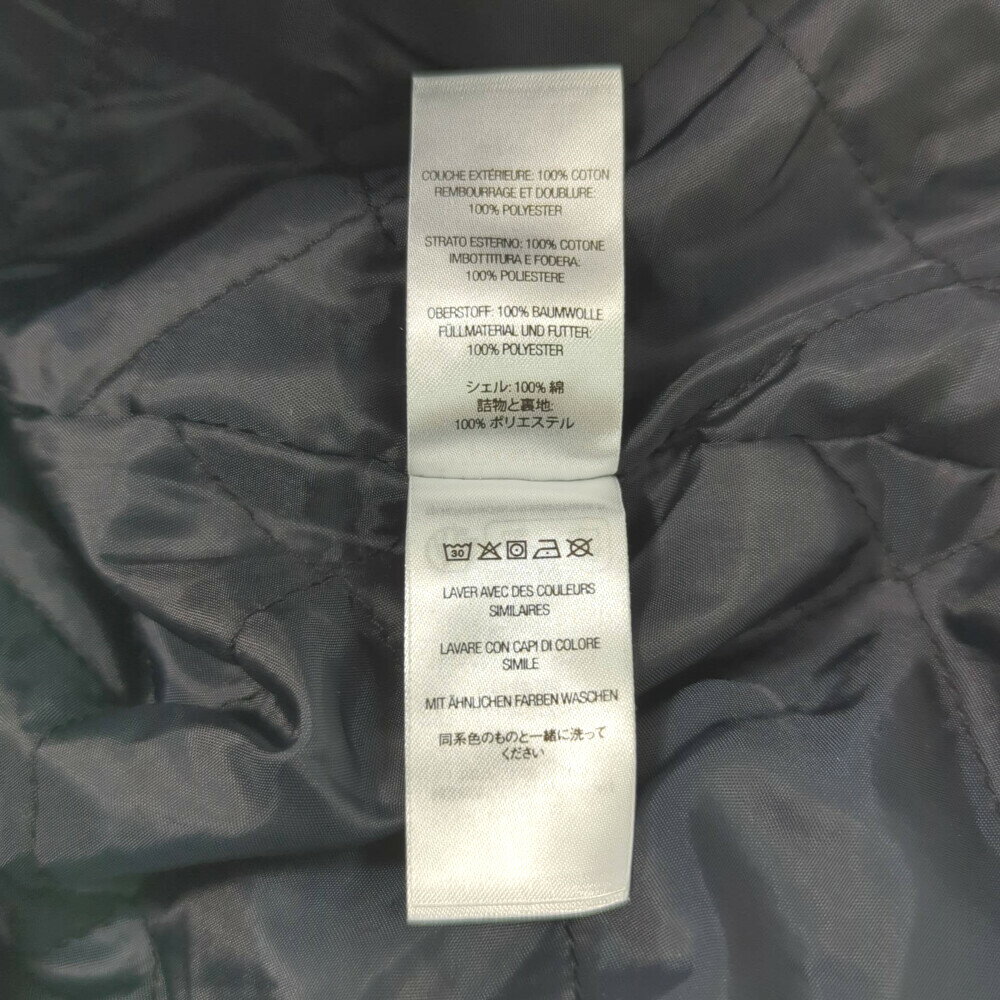 COUCHE EXTÉRIEURE: 100% COTON
REMBOURRAGE ET DOUBLURE:
100% POLYESTER
STRATO ESTERNO: 100% COTONE
IMBOTTITURA E FODERA:
100% POLIESTERE
OBERSTOFF: 100% BAUMWOLLE
FÜLLMATERIAL UND FUTTER:
100% POLYESTER
シェル: 100% 綿
詰物と裏地:
100% ポリエステル
30
LAVER AVEC DES COULEURS
SIMILAIRES
LAVARE CON CAPI DI COLORE
SIMILE
MIT ÄHNLICHEN FARBEN WASCHEN
同系色のものと一緒に洗って
ください